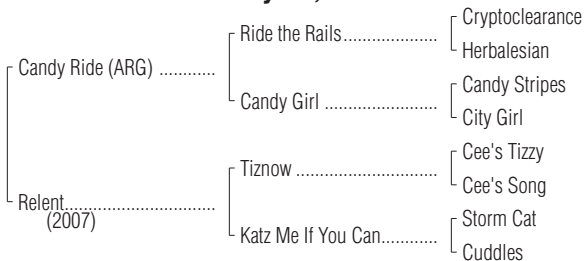 Cryptoclearance
Ride the Rails
Herbalesian
Candy Ride (ARG)
Candy Stripes
Candy Girl
City Girl
Cee's Tizzy
Tiznow
Cee's Song
Relent
(2007)
Storm Cat
Katz Me If You Can
Cuddles